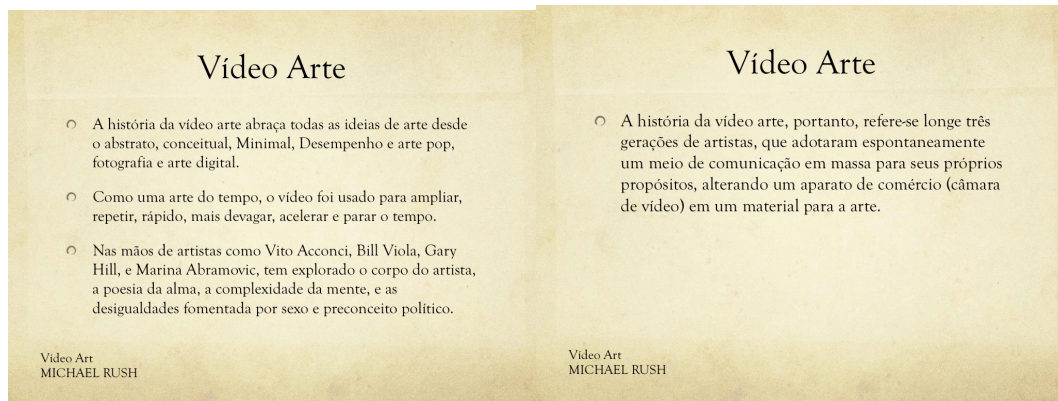 Vídeo Arte
A história da vídeo arte abraça todas as ideias de arte desde
o abstrato, conceitual, Minimal, Desempenho e arte pop,
fotografia e arte digital.
Como uma arte do tempo, o vídeo foi usado para ampliar,
repetir, rápido, mais devagar, acelerar e parar o tempo.
Nas mãos de artistas como Vito Acconci, Bill Viola, Gary
Hill, e Marina Abramovic, tem explorado o corpo do artista,
a poesia da alma, a complexidade da mente, e as
desigualdades fomentada por sexo e preconceito político.
Vídeo Art
MICHAEL RUSH
Vídeo Arte
A história da vídeo arte, portanto, refere-se longe três
gerações de artistas, que adotaram espontaneamente
um meio de comunicação em massa para seus próprios
propósitos, alterando um aparato de comércio (câmara
de vídeo) em um material para a arte.
Vídeo Art
MICHAEL RUSH